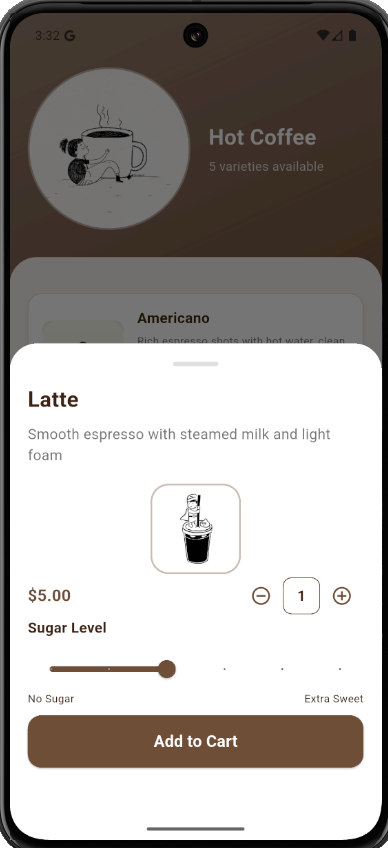 3:32 G
Hot Coffee
5 varieties available
Americano
Rich espresso shots with hot water, clean
Latte
Smooth espresso with steamed milk and light
foam
$5.00
1
Sugar Level
No Sugar
Extra Sweet
Add to Cart